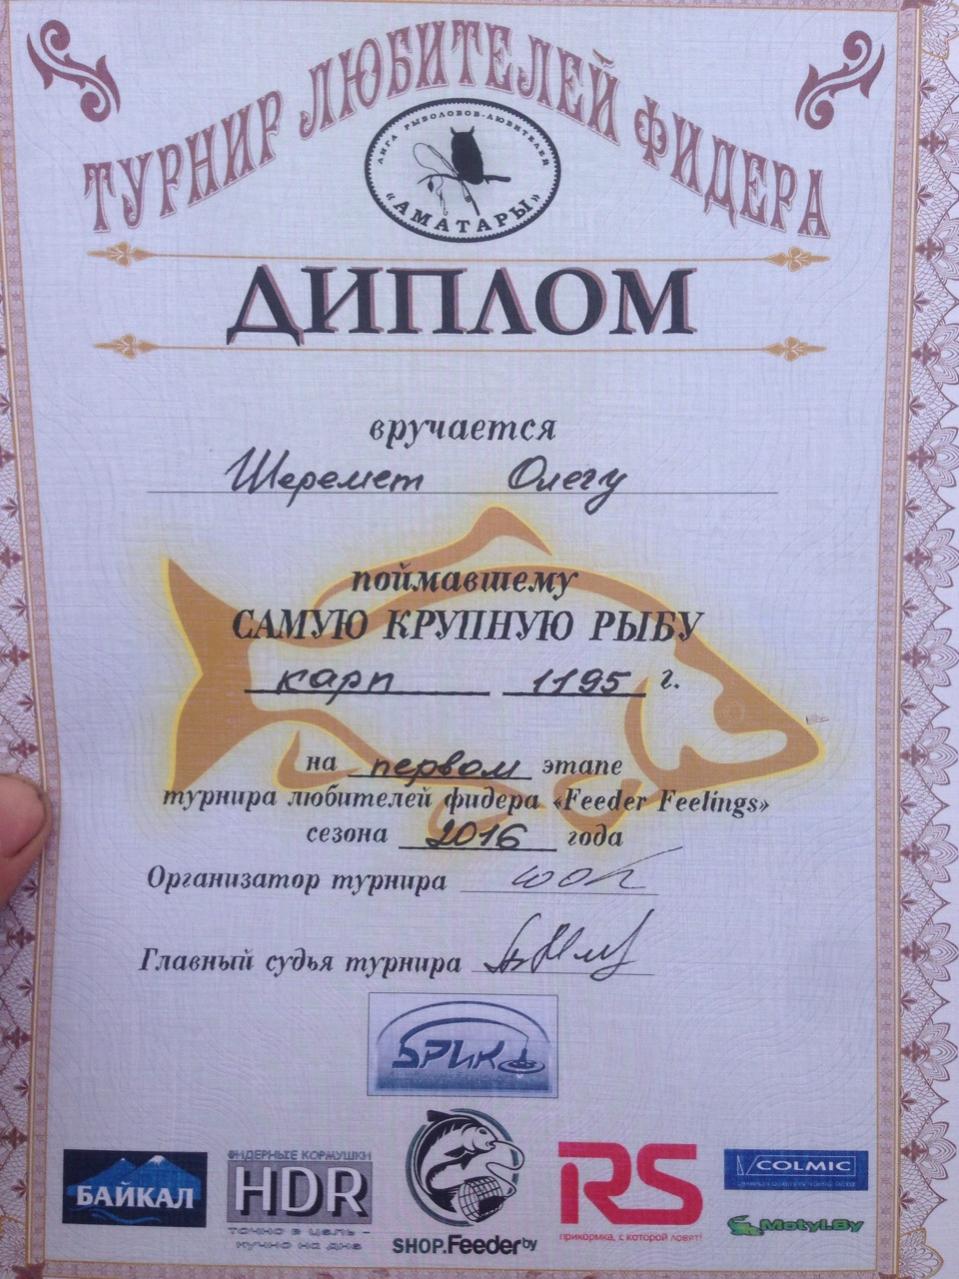 ТУРНИР ЛЮБИТЕЛЕЙ ФИДЕРА
ЛИГА РЫБОЛОВОВ-ЛЮБИТЕЛЕЙ
«АМАТАРЫ»
ДИПЛОМ
вручается
Шеремет Олегу
поймавшему
САМУЮ КРУПНУЮ РЫБУ
карп 1195 г.
на первом этапе
турнира любителей фидера «Feeder Feelings»
сезона 2016 года
Организатор турнира
Главный судья турнира
БРИК
БАЙКАЛ
ФИДЕРНЫЕ КОРМУШКИ
HDR
точно в цель -
кучно на дне
SHOP.Feeder by
RS
прикормка, с которой ловят!
COLMIC
Motyl.By